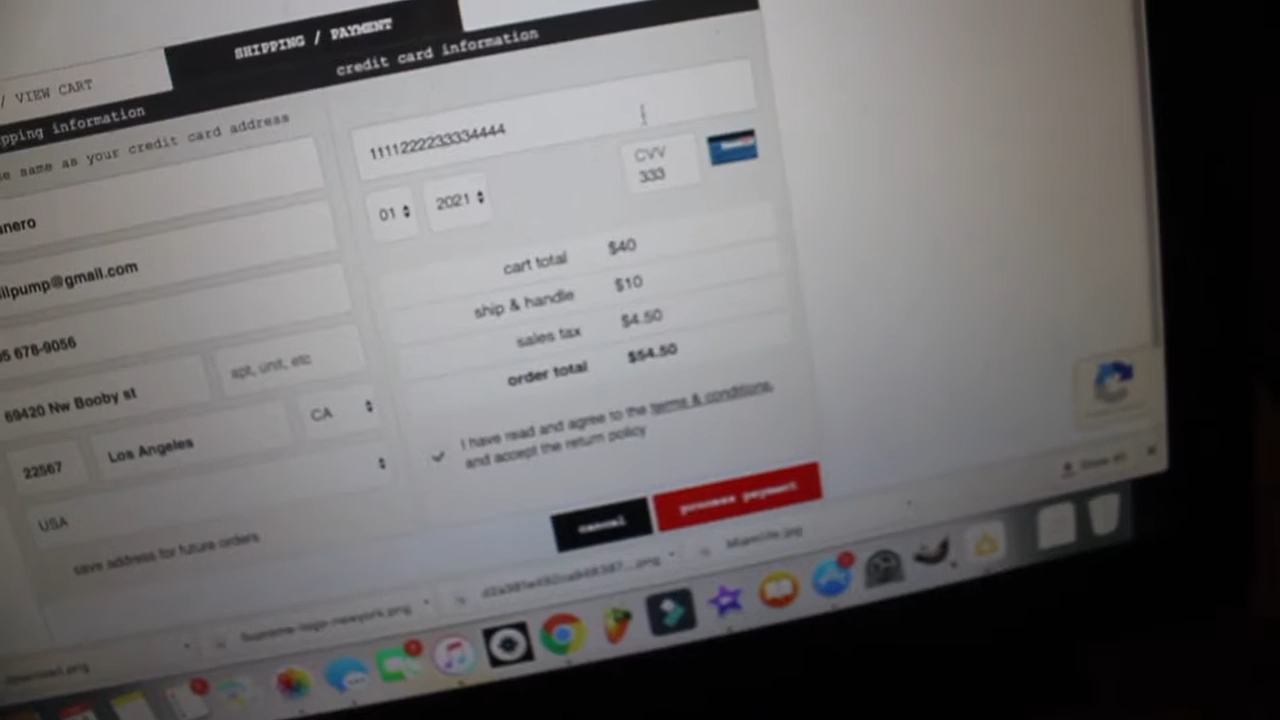 / VIEW CART
SHIPPING / PAYMENT
pping information
credit card information
e same as your credit card address
nero
ilpump@gmail.com
678-9056
69420 Nw Booby st
apt, unit, etc
22567
Los Angeles
CA
USA
save address for future orders
1111222233334444
01
2021
CVV
333
cart total $40
ship & handle $10
sales tax $4.50
order total $54.50
I have read and agree to the terms & conditions,
and accept the return policy
cancel
process payment
Show All